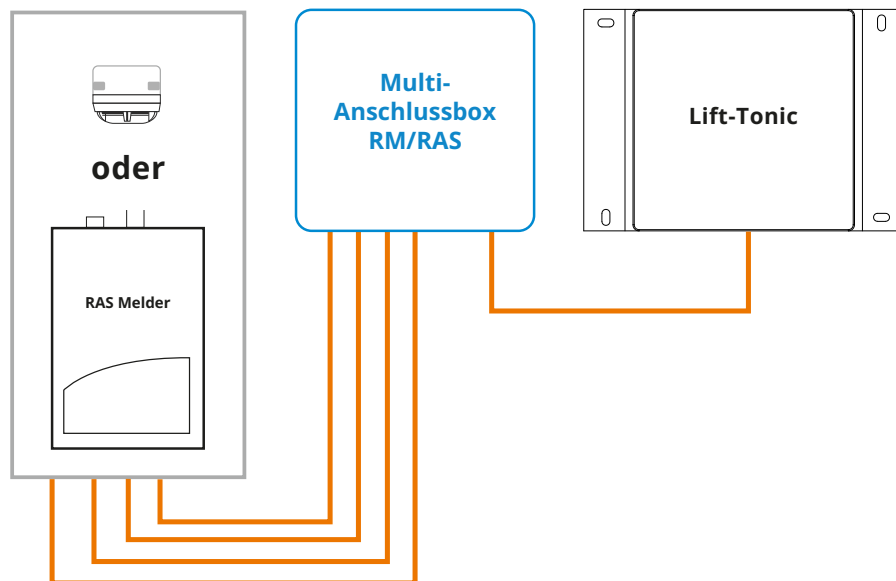 oder
RAS Melder
Multi-
Anschlussbox
RM/RAS
Lift-Tonic